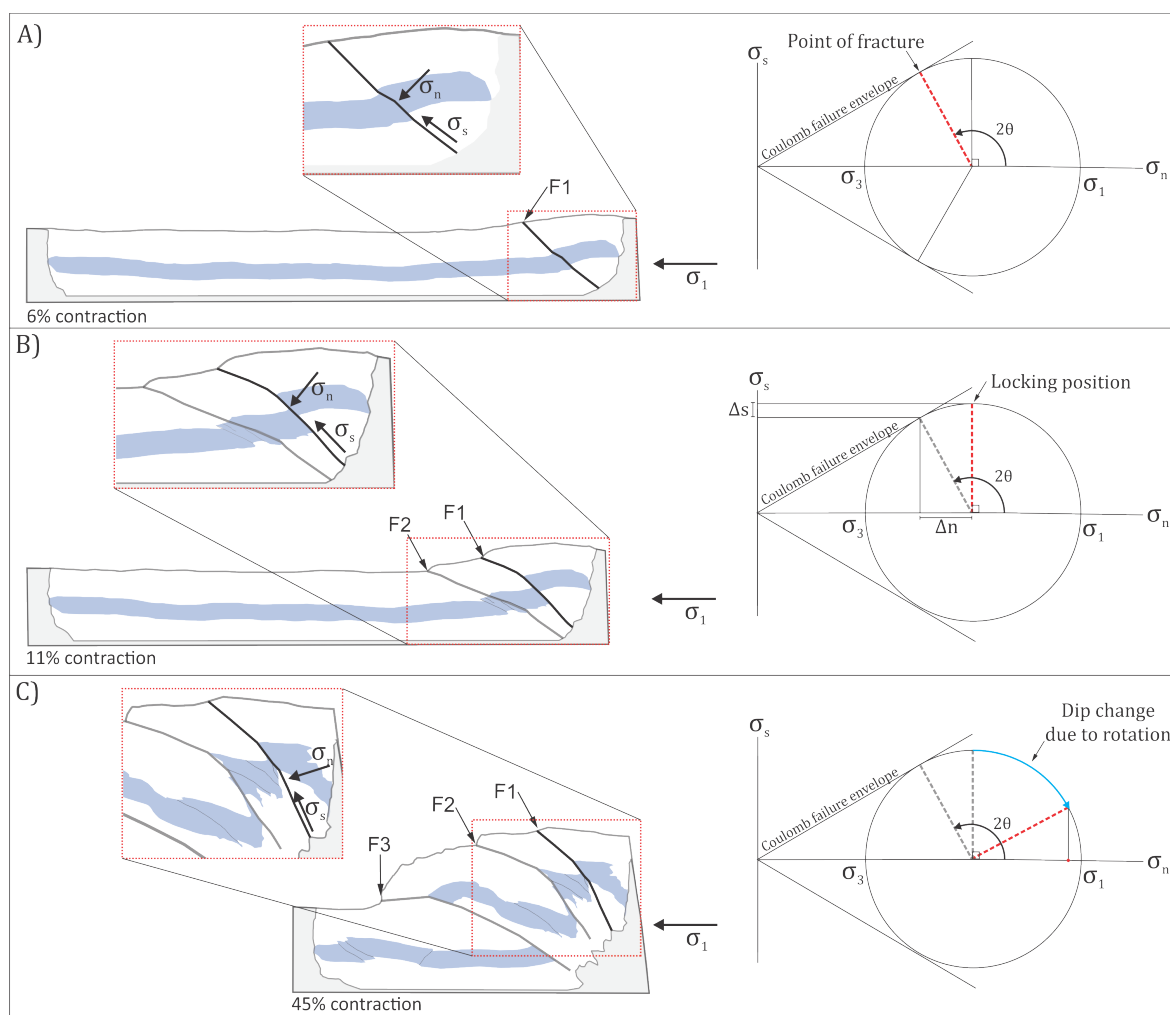 A)
σn
σs
F1
σ1
6% contraction
Point of fracture
σs
Coulomb failure envelope
2θ
σ3
σ1
σn
B)
σn
σs
F2
F1
σ1
11% contraction
σs
Locking position
Δs
Coulomb failure envelope
2θ
σ3
Δn
σ1
σn
C)
σn
σs
F3
F2
F1
σ1
45% contraction
σs
Dip change
due to rotation
Coulomb failure envelope
2θ
σ3
σ1
σn